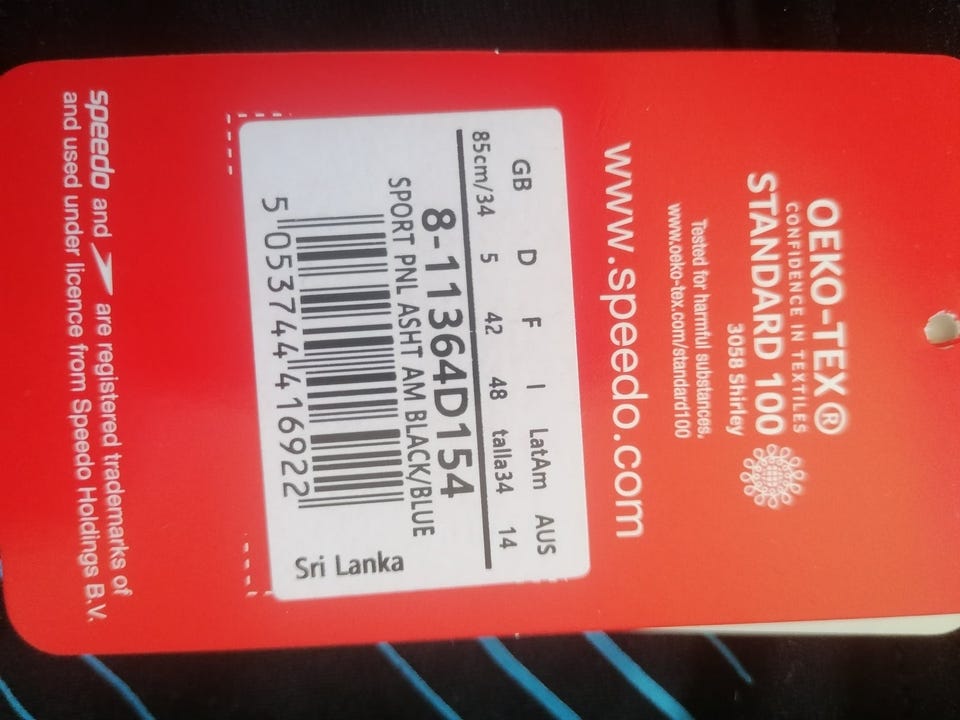 OEKO-TEX®
CONFIDENCE IN TEXTILES
STANDARD 100
3058 Shirley
Tested for harmful substances,
www.oeko-tex.com/standard100
www.speedo.com
GB D F I LatAm AUS
85cm/34 5 42 48 talla34 14
8-11364D154
SPORT PNL ASHT AM BLACK/BLUE
5 053744 416922
Sri Lanka
speedo and are registered trademarks of
and used under licence from Speedo Holdings B.V.